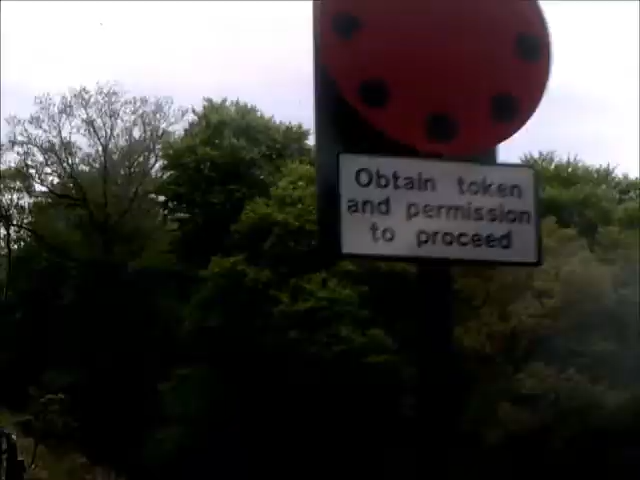 Obtain token
and permission
to proceed